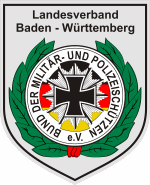 Landesverband
Baden - Württemberg
BUND DER MILITÄR- UND POLIZEISCHÜTZEN
e.V.